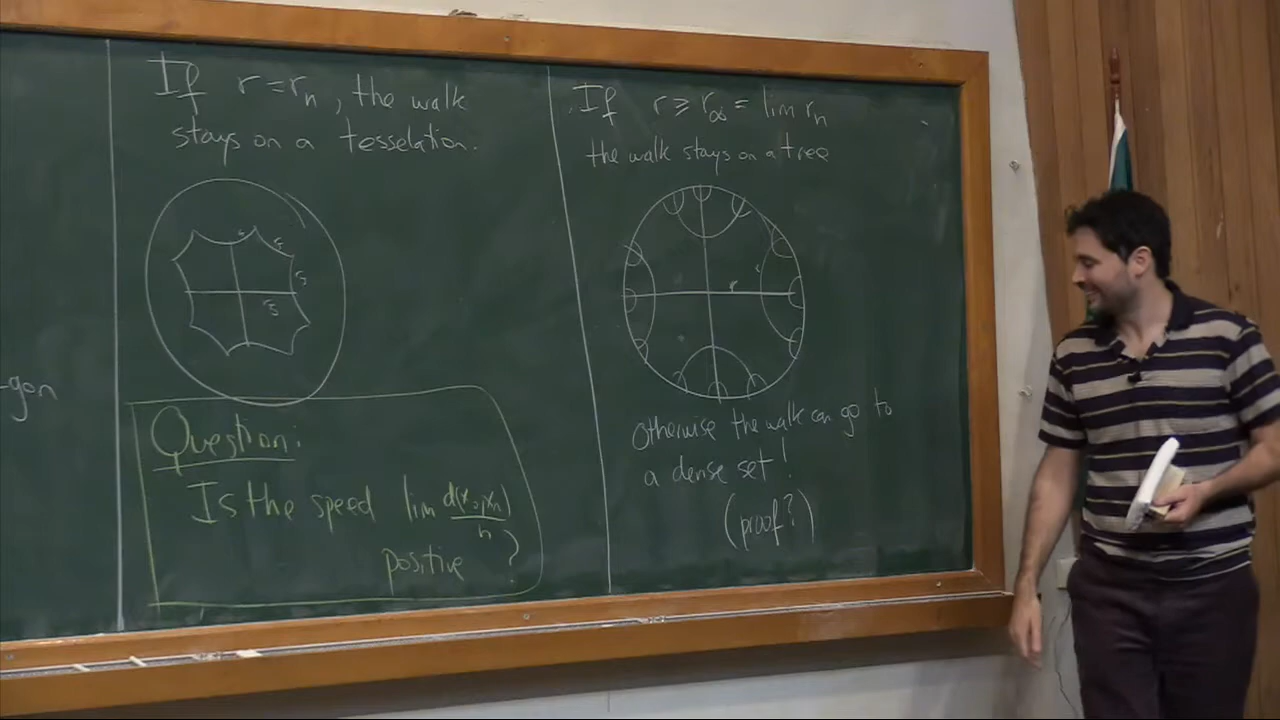 -gon
If r = rₙ, the walk
stays on a tesselation.
Question:
Is the speed lim d(x₀,xₙ)/n
positive ?
If r ≥ r∞ = lim rₙ
the walk stays on a tree
r
otherwise the walk can go to
a dense set!
(proof?)